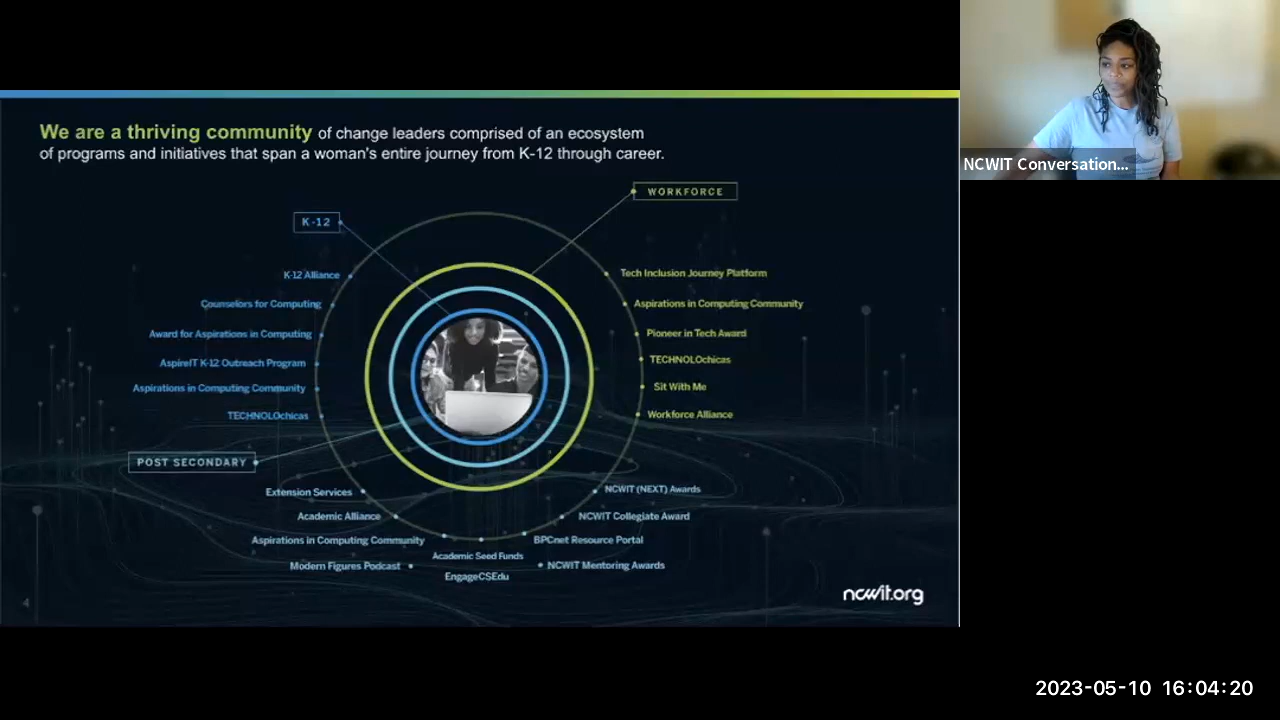 We are a thriving community of change leaders comprised of an ecosystem
of programs and initiatives that span a woman's entire journey from K-12 through career.
NCWIT Conversation...
WORKFORCE
K-12
K-12 Alliance
Counselors for Computing
Award for Aspirations in Computing
AspireIT K-12 Outreach Program
Aspirations in Computing Community
TECHNOLOchicas
Tech Inclusion Journey Platform
Aspirations in Computing Community
Pioneer in Tech Award
TECHNOLOchicas
Sit With Me
Workforce Alliance
POST SECONDARY
Extension Services
Academic Alliance
Aspirations in Computing Community
Modern Figures Podcast
Academic Seed Funds
EngageCSEdu
NCWIT (NEXT) Awards
NCWIT Collegiate Award
BPCnet Resource Portal
NCWIT Mentoring Awards
ncwit.org
2023-05-10 16:04:20